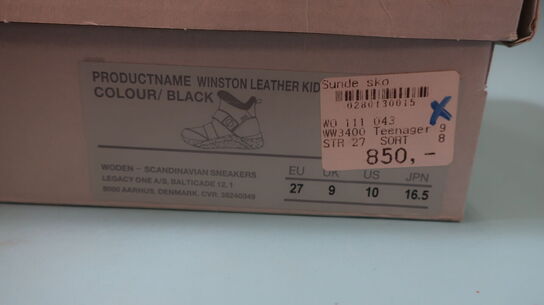 PRODUCTNAME WINSTON LEATHER KID
COLOUR/ BLACK
WODEN - SCANDINAVIAN SNEAKERS
LEGACY ONE A/S, BALTICADE 12, 1
8000 AARHUS, DENMARK. CVR. 35240949
EU UK US JPN
27 9 10 16.5
Sunde sko
0280130015
WO 111 043
WW3400 Teenager 9
STR 27 SORT 8
850,-